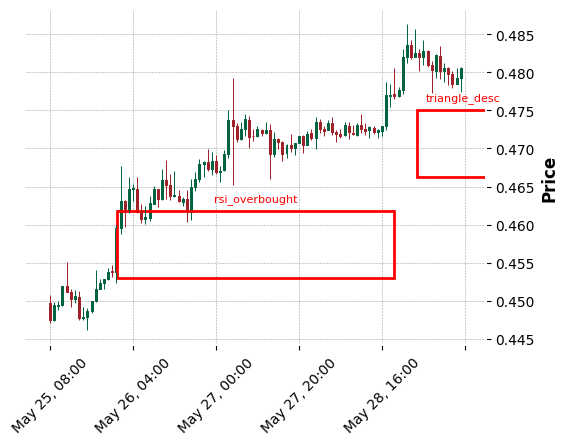 0.485
0.480
triangle_desc
0.475
0.470
0.465
rsi_overbought
0.460
0.455
0.450
0.445
Price
May 25, 08:00
May 26, 04:00
May 27, 00:00
May 27, 20:00
May 28, 16:00